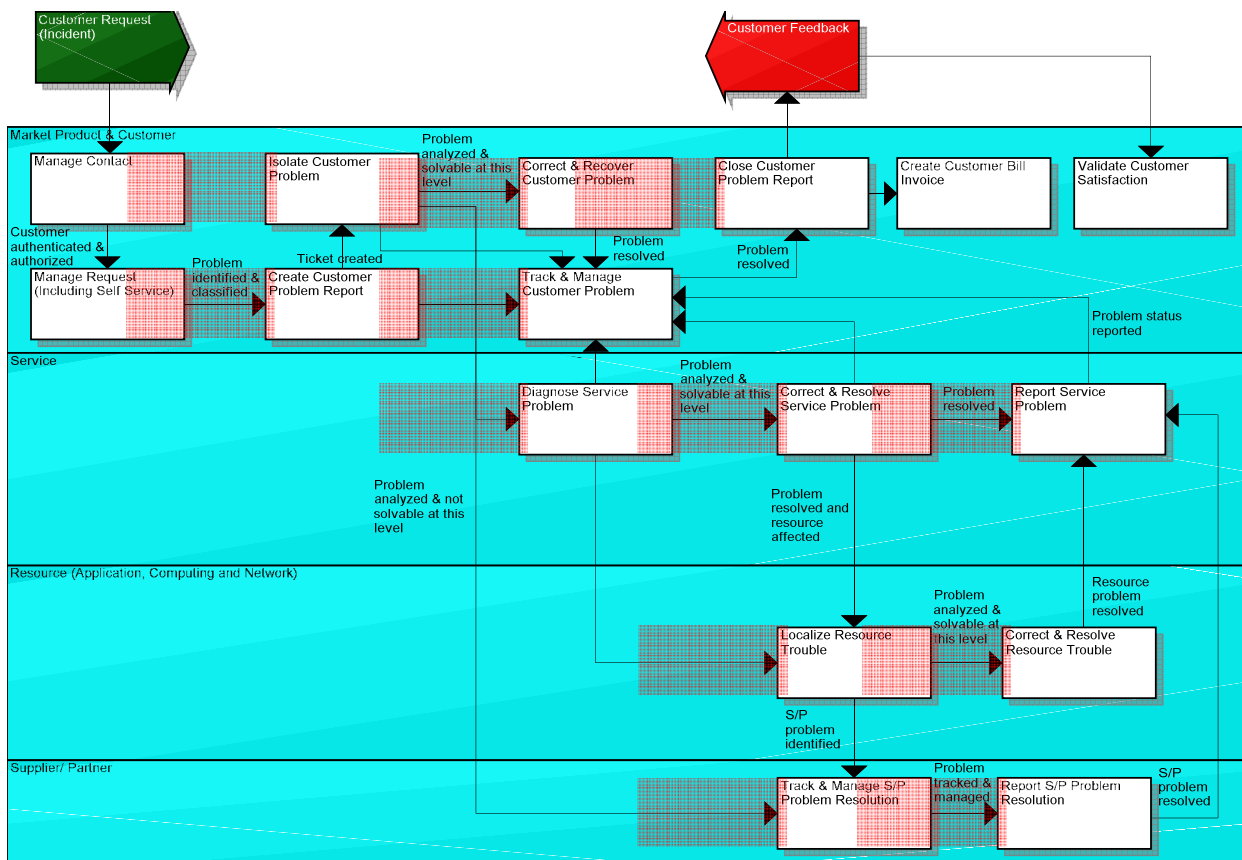 Customer Request
(Incident)
Customer Feedback
Market Product & Customer
Manage Contact
Isolate Customer
Problem
Problem
analyzed &
solvable at this
level
Correct & Recover
Customer Problem
Close Customer
Problem Report
Create Customer Bill
Invoice
Validate Customer
Satisfaction
Customer
authenticated &
authorized
Ticket created
Problem
resolved
Problem
resolved
Manage Request
(Including Self Service)
Problem
identified &
classified
Create Customer
Problem Report
Track & Manage
Customer Problem
Problem status
reported
Service
Diagnose Service
Problem
Problem
analyzed &
solvable at this
level
Correct & Resolve
Service Problem
Problem
resolved
Report Service
Problem
Problem
analyzed & not
solvable at this
level
Problem
resolved and
resource
affected
Resource (Application, Computing and Network)
Localize Resource
Trouble
Problem
analyzed &
solvable at
this level
Correct & Resolve
Resource Trouble
Resource
problem
resolved
S/P
problem
identified
Supplier/ Partner
Track & Manage S/P
Problem Resolution
Problem
tracked &
managed
Report S/P Problem
Resolution
S/P
problem
resolved